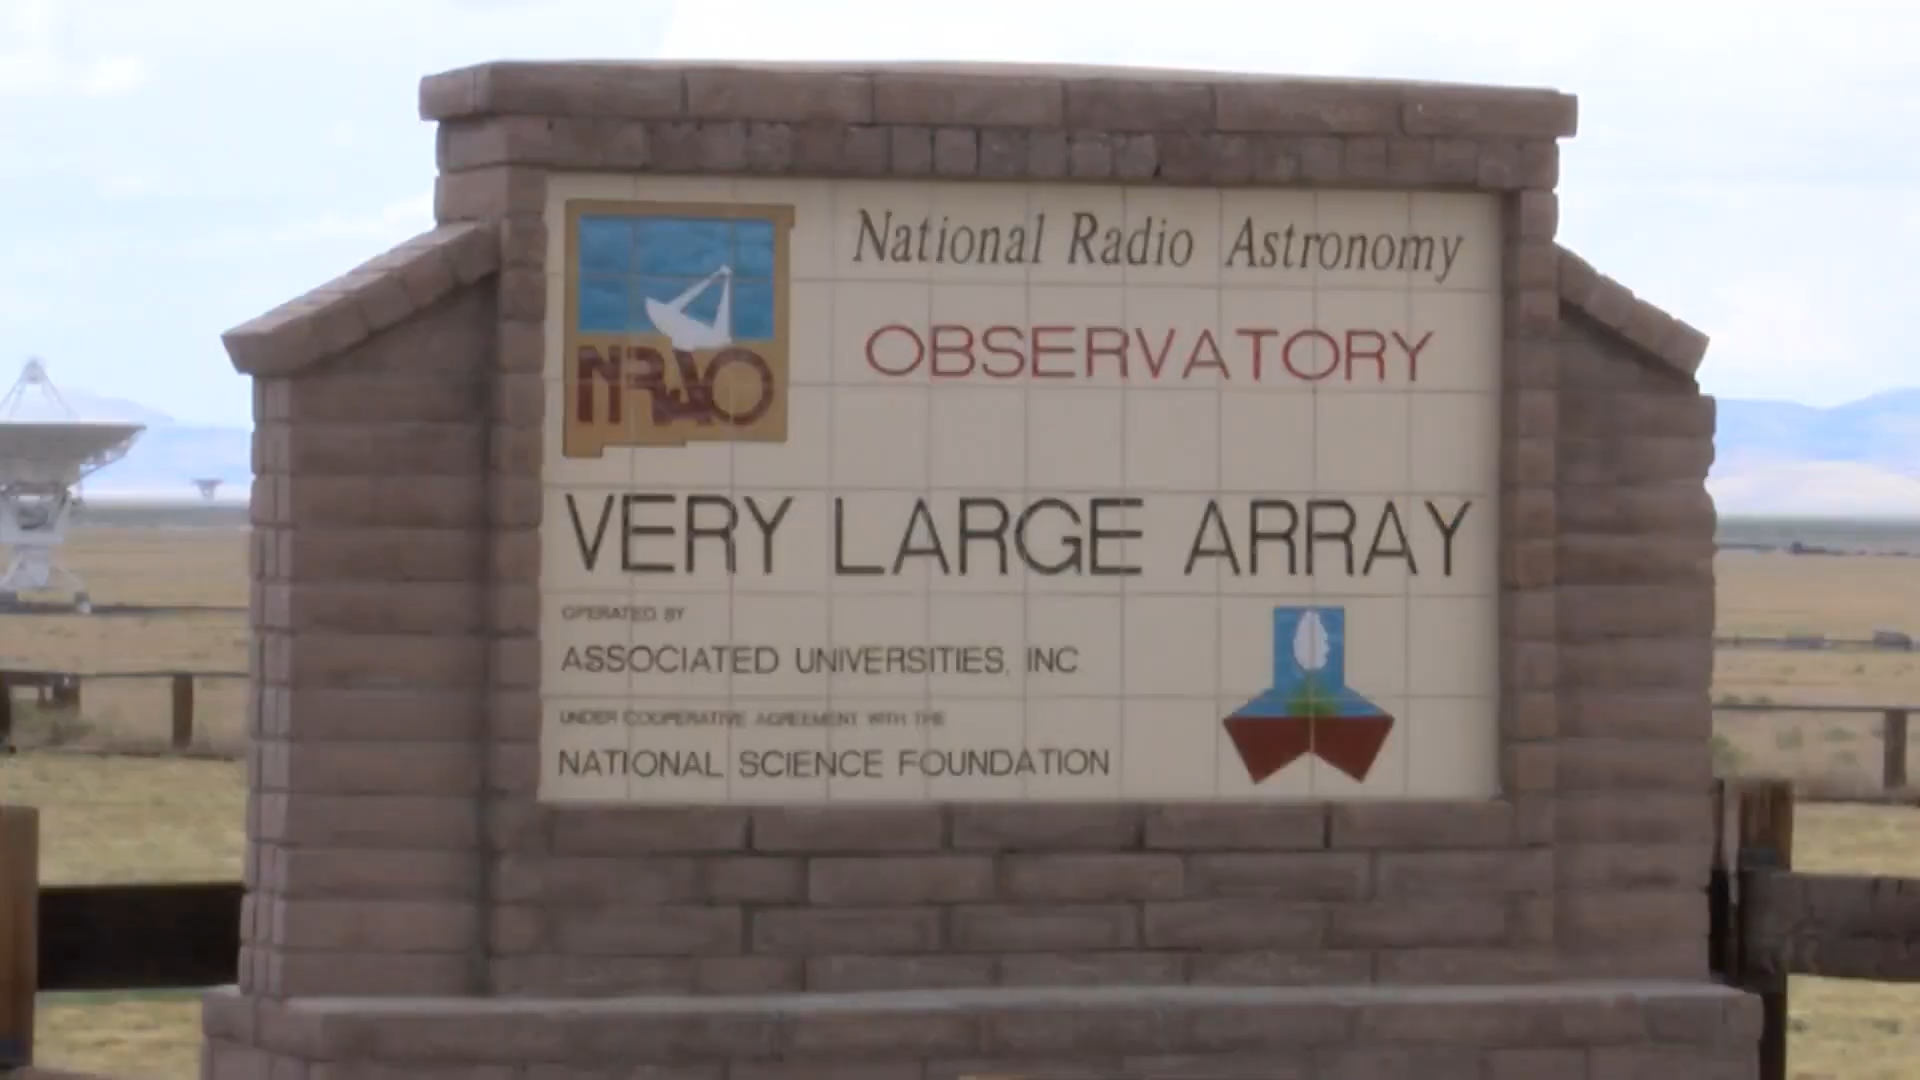 National Radio Astronomy
OBSERVATORY
NRAO
VERY LARGE ARRAY
OPERATED BY
ASSOCIATED UNIVERSITIES, INC
UNDER COOPERATIVE AGREEMENT WITH THE
NATIONAL SCIENCE FOUNDATION